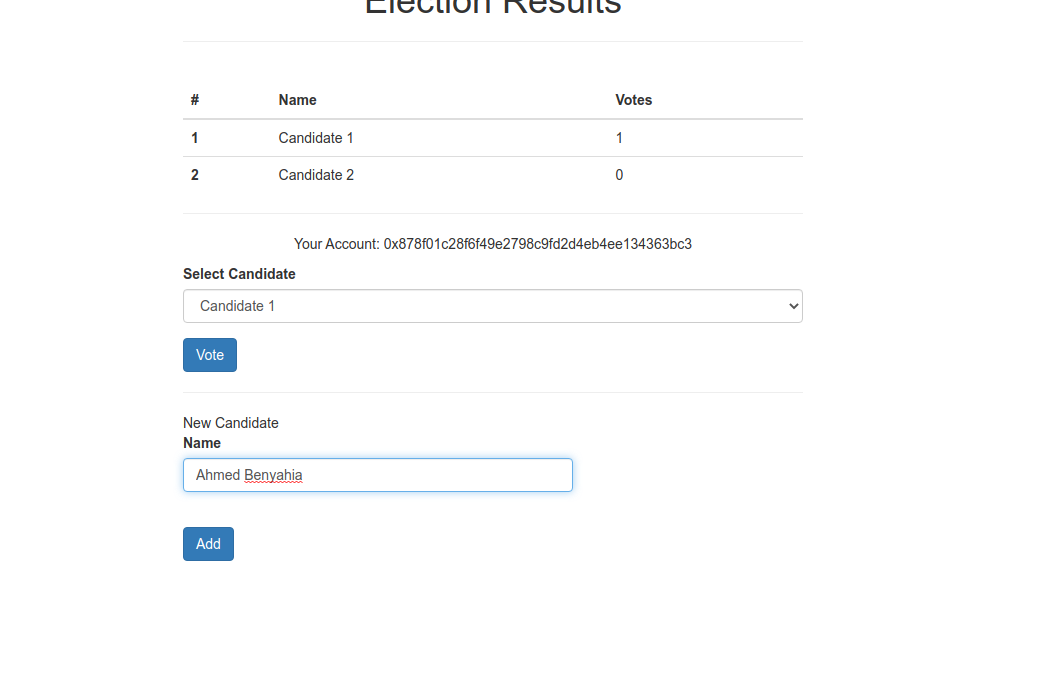 Election Results
# Name Votes
1 Candidate 1 1
2 Candidate 2 0
Your Account: 0x878f01c28f6f49e2798c9fd2d4eb4ee134363bc3
Select Candidate
Candidate 1
Vote
New Candidate
Name
Ahmed Benyahia
Add